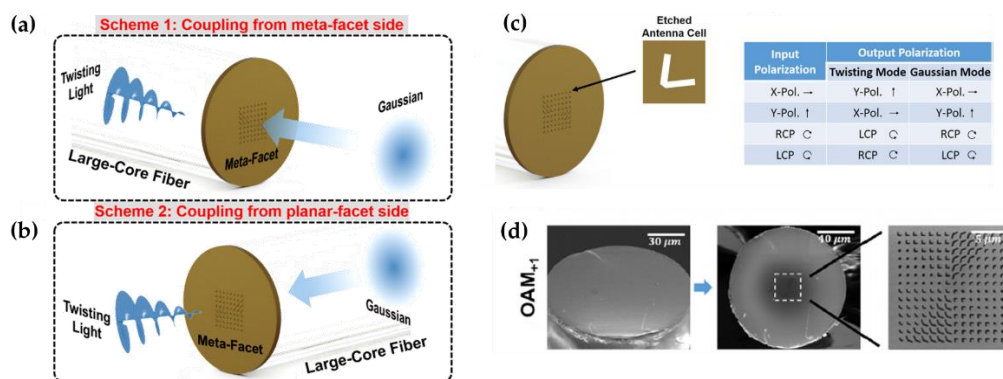 (a)
Scheme 1: Coupling from meta-facet side
Twisting
Light
Gaussian
Meta-Facet
Large-Core Fiber
(b)
Scheme 2: Coupling from planar-facet side
Twisting
Light
Gaussian
Meta-Facet
Large-Core Fiber
(c)
Etched
Antenna Cell
Input
Polarization
Output Polarization
Twisting Mode Gaussian Mode
X-Pol. → Y-Pol. ↑ X-Pol. →
Y-Pol. ↑ X-Pol. → Y-Pol. ↑
RCP ↻ LCP ↺ RCP ↻
LCP ↺ RCP ↻ LCP ↺
(d)
OAM+1
30 μm
40 μm
5 μm